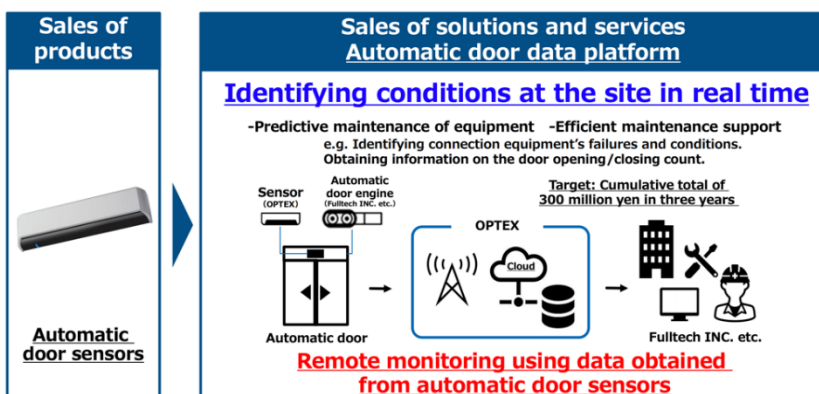 Sales of
products
Automatic
door sensors
Sales of solutions and services
Automatic door data platform
Identifying conditions at the site in real time
-Predictive maintenance of equipment -Efficient maintenance support
e.g. Identifying connection equipment's failures and conditions.
Obtaining information on the door opening/closing count.
Sensor
(OPTEX)
Automatic
door engine
(Fulltech INC. etc.)
Target: Cumulative total of
300 million yen in three years
OPTEX
Cloud
Automatic door
Fulltech INC. etc.
Remote monitoring using data obtained
from automatic door sensors